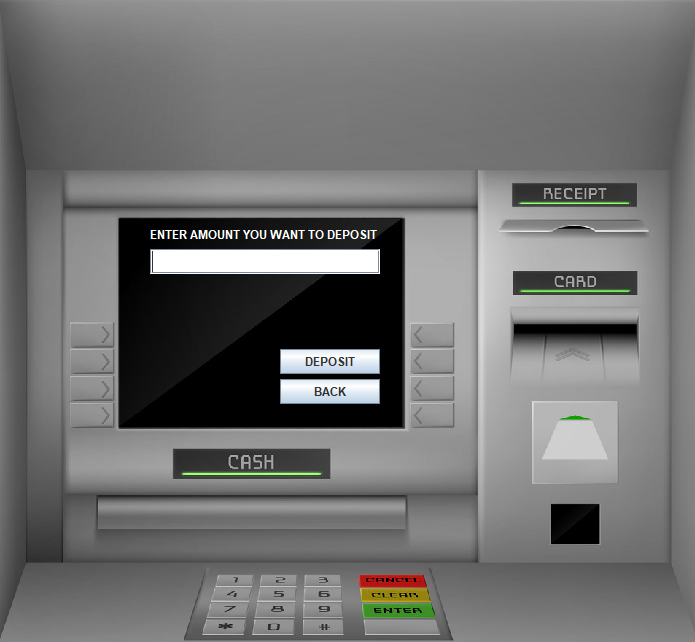 RECEIPT
ENTER AMOUNT YOU WANT TO DEPOSIT
CARD
DEPOSIT
BACK
CASH
1 2 3 CANCEL
4 5 6 CLEAR
7 8 9 ENTER
* 0 #